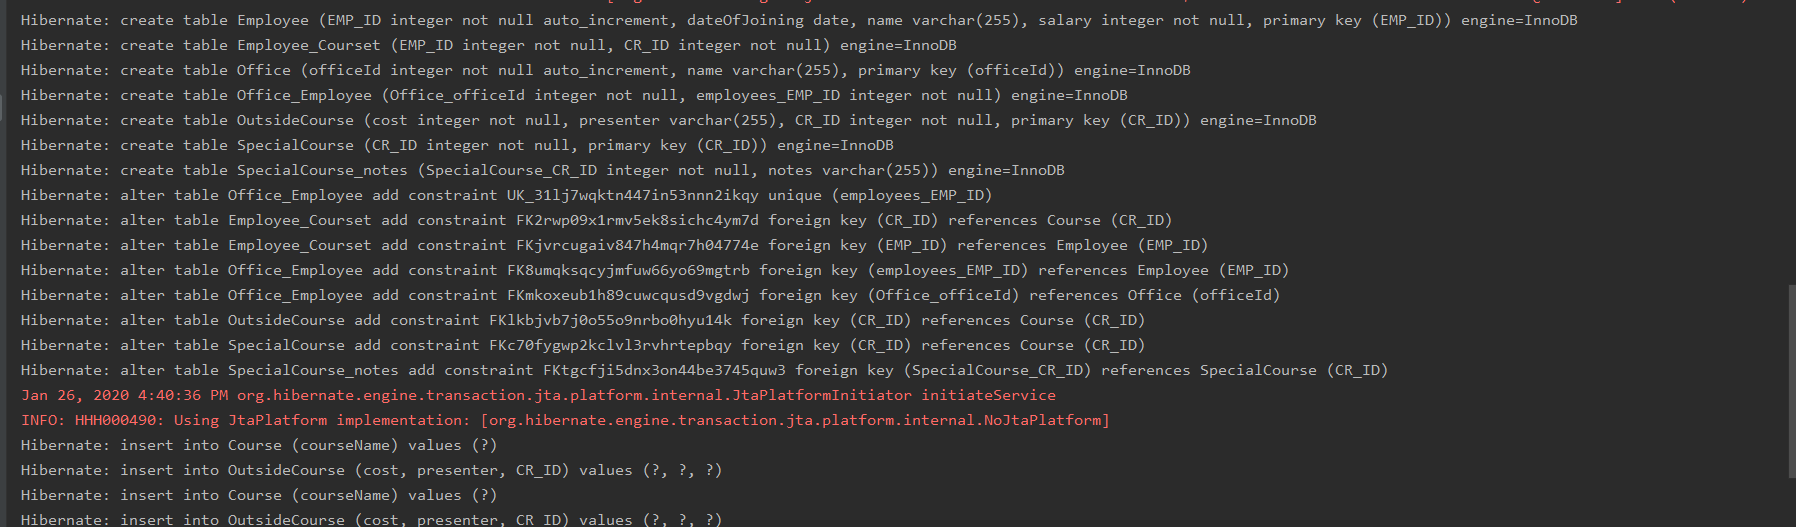 Hibernate: create table Employee (EMP_ID integer not null auto_increment, dateOfJoining date, name varchar(255), salary integer not null, primary key (EMP_ID)) engine=InnoDB
Hibernate: create table Employee_Courset (EMP_ID integer not null, CR_ID integer not null) engine=InnoDB
Hibernate: create table Office (officeId integer not null auto_increment, name varchar(255), primary key (officeId)) engine=InnoDB
Hibernate: create table Office_Employee (Office_officeId integer not null, employees_EMP_ID integer not null) engine=InnoDB
Hibernate: create table OutsideCourse (cost integer not null, presenter varchar(255), CR_ID integer not null, primary key (CR_ID)) engine=InnoDB
Hibernate: create table SpecialCourse (CR_ID integer not null, primary key (CR_ID)) engine=InnoDB
Hibernate: create table SpecialCourse_notes (SpecialCourse_CR_ID integer not null, notes varchar(255)) engine=InnoDB
Hibernate: alter table Office_Employee add constraint UK_31lj7wqktn447in53nnn2ikqy unique (employees_EMP_ID)
Hibernate: alter table Employee_Courset add constraint FK2rwp09x1rmv5ek8sichc4ym7d foreign key (CR_ID) references Course (CR_ID)
Hibernate: alter table Employee_Courset add constraint FKjvrcugaiv847h4mqr7h04774e foreign key (EMP_ID) references Employee (EMP_ID)
Hibernate: alter table Office_Employee add constraint FK8umqksqcyjmfuw66yo69mgtrb foreign key (employees_EMP_ID) references Employee (EMP_ID)
Hibernate: alter table Office_Employee add constraint FKmkoxeub1h89cuwcqusd9vgdwj foreign key (Office_officeId) references Office (officeId)
Hibernate: alter table OutsideCourse add constraint FKlkbjvb7j0o55o9nrbo0hyu14k foreign key (CR_ID) references Course (CR_ID)
Hibernate: alter table SpecialCourse add constraint FKc70fygwp2kclvl3rvhrtepbqy foreign key (CR_ID) references Course (CR_ID)
Hibernate: alter table SpecialCourse_notes add constraint FKtgcfji5dnx3on44be3745quw3 foreign key (SpecialCourse_CR_ID) references SpecialCourse (CR_ID)
Jan 26, 2020 4:40:36 PM org.hibernate.engine.transaction.jta.platform.internal.JtaPlatformInitiator initiateService
INFO: HHH000490: Using JtaPlatform implementation: [org.hibernate.engine.transaction.jta.platform.internal.NoJtaPlatform]
Hibernate: insert into Course (courseName) values (?)
Hibernate: insert into OutsideCourse (cost, presenter, CR_ID) values (?, ?, ?)
Hibernate: insert into Course (courseName) values (?)
Hibernate: insert into OutsideCourse (cost, presenter, CR_ID) values (?, ?, ?)